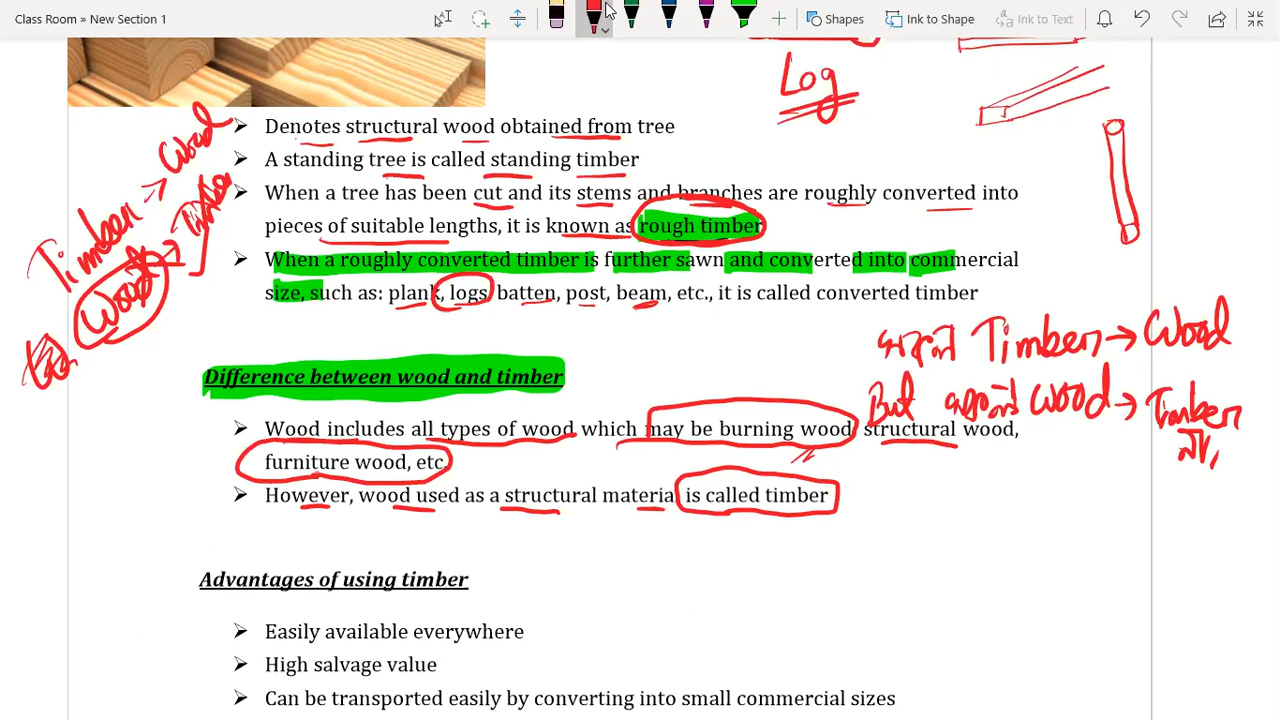 Class Room » New Section 1
Shapes
Ink to Shape
Ink to Text
Log
Denotes structural wood obtained from tree
A standing tree is called standing timber
When a tree has been cut and its stems and branches are roughly converted into
pieces of suitable lengths, it is known as rough timber
When a roughly converted timber is further sawn and converted into commercial
size, such as: plank, logs, batten, post, beam, etc., it is called converted timber
Timber → Wood
Wood → Timber
Timber → Wood
But wood → Timber
Difference between wood and timber
Wood includes all types of wood which may be burning wood, structural wood,
furniture wood, etc.
However, wood used as a structural material is called timber
Advantages of using timber
Easily available everywhere
High salvage value
Can be transported easily by converting into small commercial sizes